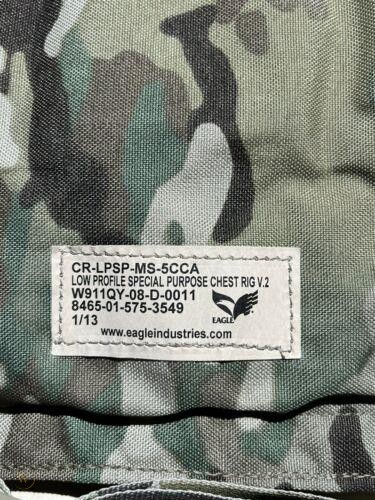 CR-LPSP-MS-5CCA
LOW PROFILE SPECIAL PURPOSE CHEST RIG V.2
W911QY-08-D-0011
8465-01-575-3549
1/13
EAGLE
www.eagleindustries.com